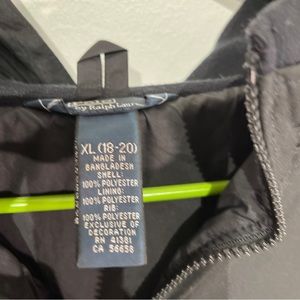 by Ralph Lauren
XL (18-20)
MADE IN
BANGLADESH
SHELL:
100% POLYESTER
LINING:
100% POLYESTER
RIB:
100% POLYESTER
EXCLUSIVE OF
DECORATION
RN 41381
CA 56658